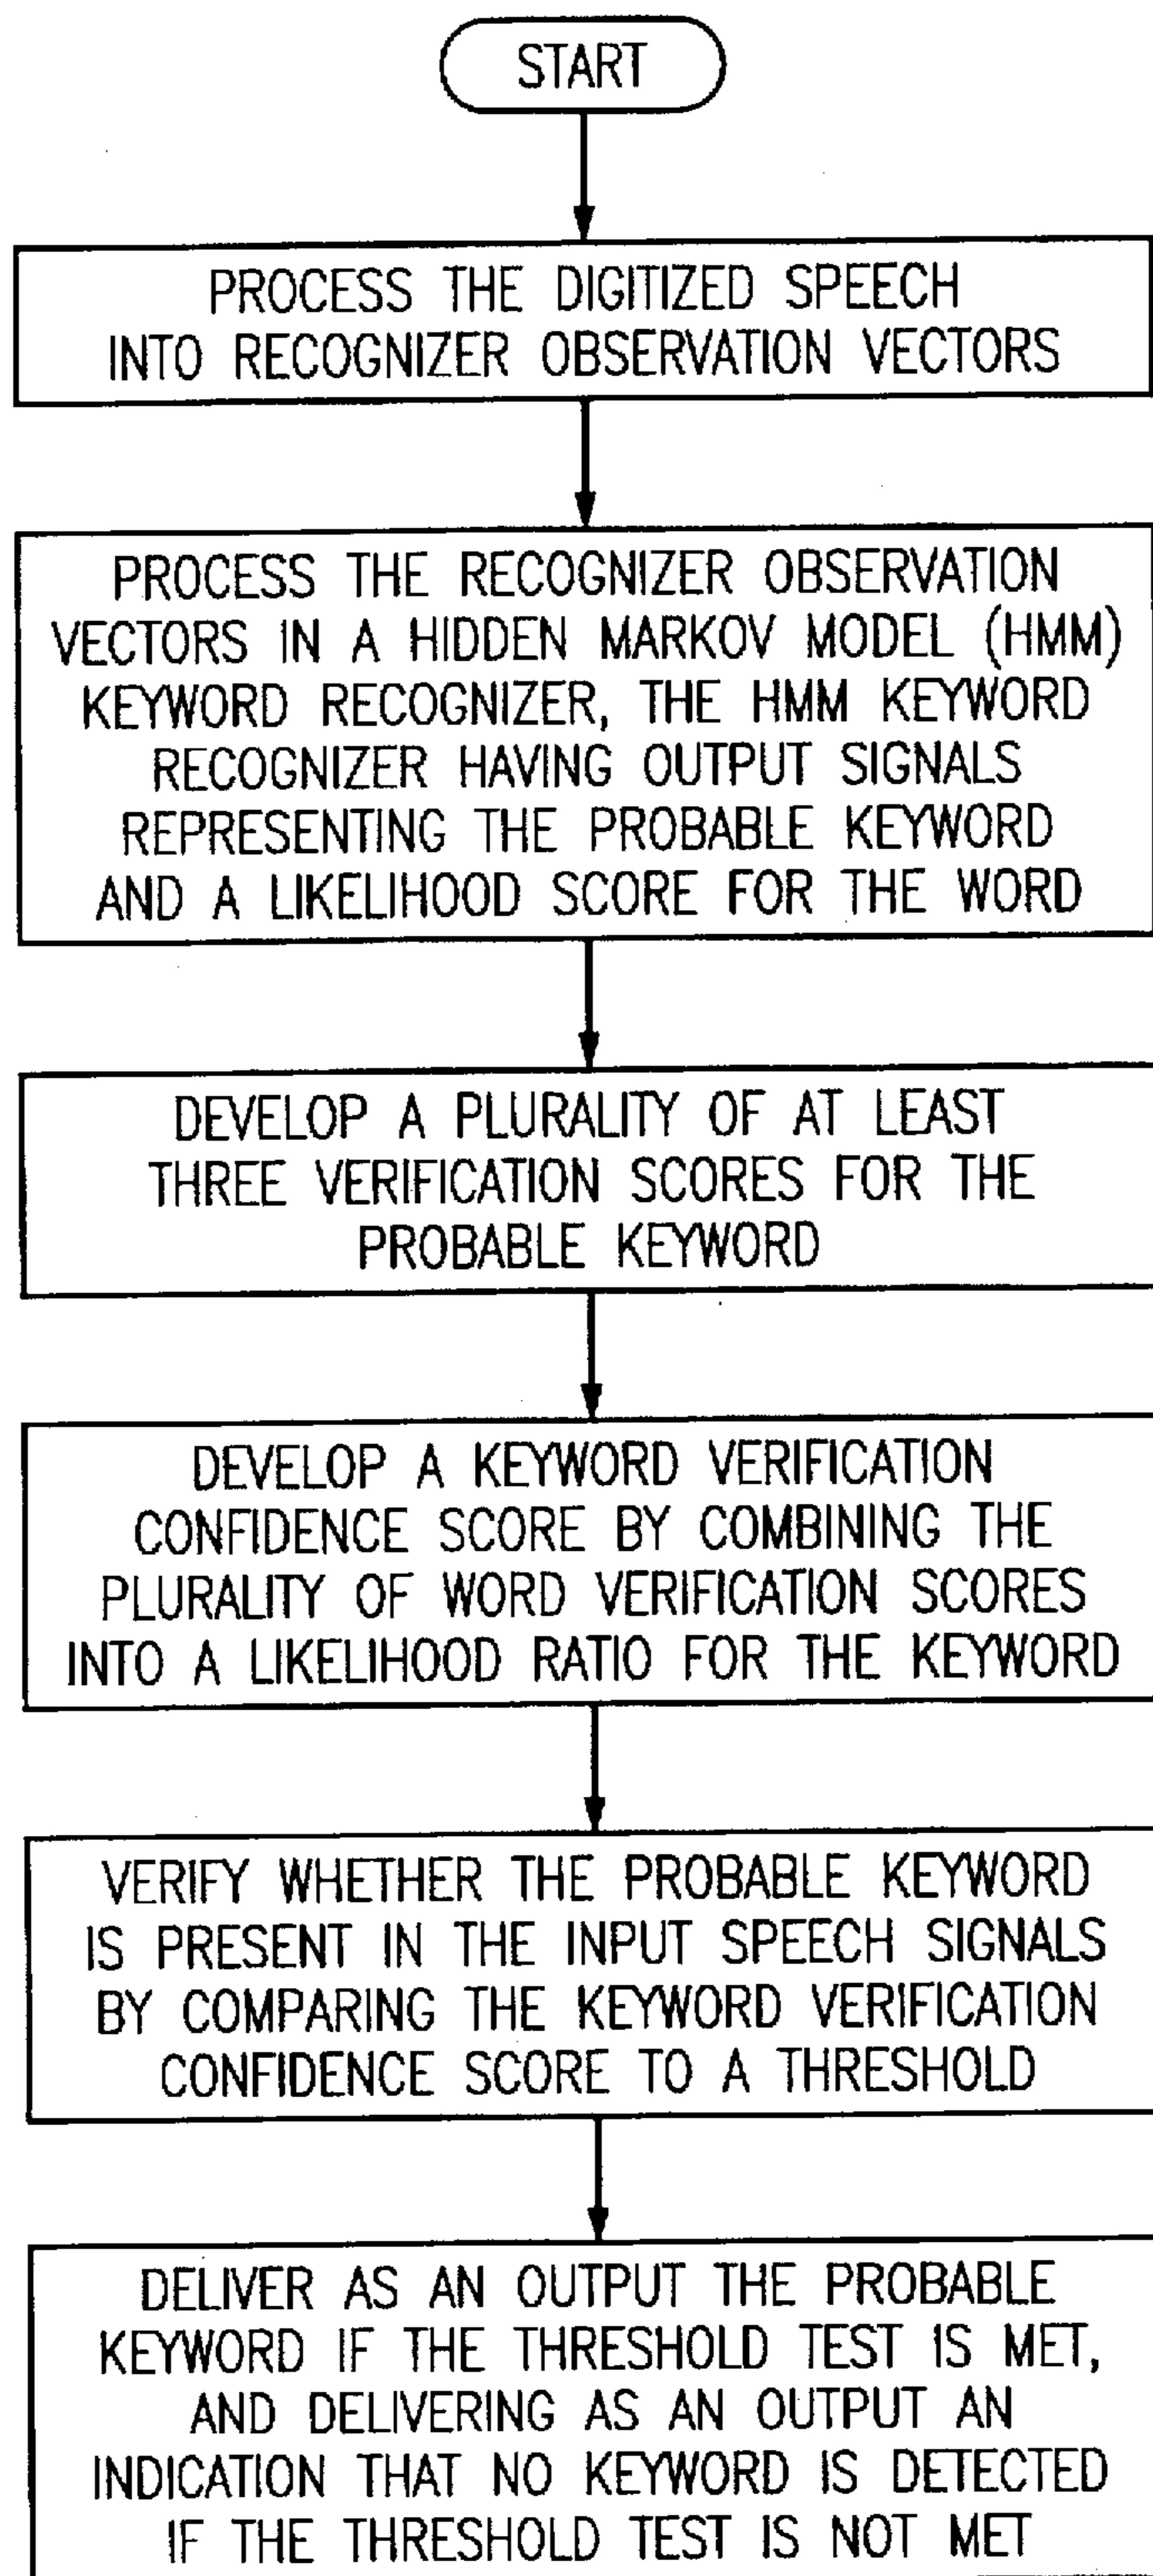 START
PROCESS THE DIGITIZED SPEECH
INTO RECOGNIZER OBSERVATION VECTORS
PROCESS THE RECOGNIZER OBSERVATION
VECTORS IN A HIDDEN MARKOV MODEL (HMM)
KEYWORD RECOGNIZER, THE HMM KEYWORD
RECOGNIZER HAVING OUTPUT SIGNALS
REPRESENTING THE PROBABLE KEYWORD
AND A LIKELIHOOD SCORE FOR THE WORD
DEVELOP A PLURALITY OF AT LEAST
THREE VERIFICATION SCORES FOR THE
PROBABLE KEYWORD
DEVELOP A KEYWORD VERIFICATION
CONFIDENCE SCORE BY COMBINING THE
PLURALITY OF WORD VERIFICATION SCORES
INTO A LIKELIHOOD RATIO FOR THE KEYWORD
VERIFY WHETHER THE PROBABLE KEYWORD
IS PRESENT IN THE INPUT SPEECH SIGNALS
BY COMPARING THE KEYWORD VERIFICATION
CONFIDENCE SCORE TO A THRESHOLD
DELIVER AS AN OUTPUT THE PROBABLE
KEYWORD IF THE THRESHOLD TEST IS MET,
AND DELIVERING AS AN OUTPUT AN
INDICATION THAT NO KEYWORD IS DETECTED
IF THE THRESHOLD TEST IS NOT MET